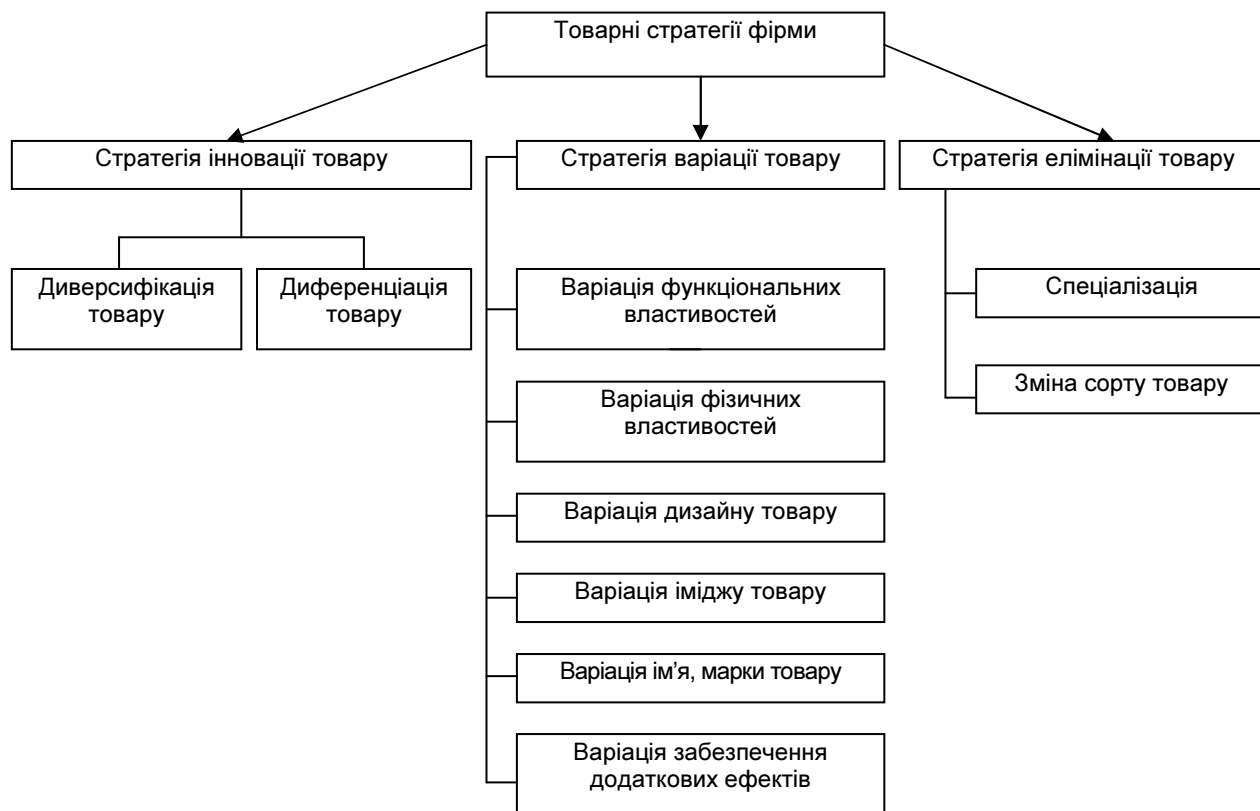 Товарні стратегії фірми
Стратегія інновації товару
Стратегія варіації товару
Стратегія елімінації товару
Диверсифікація
товару
Диференціація
товару
Варіація функціональних
властивостей
Варіація фізичних
властивостей
Варіація дизайну товару
Варіація іміджу товару
Варіація ім’я, марки товару
Варіація забезпечення
додаткових ефектів
Спеціалізація
Зміна сорту товару